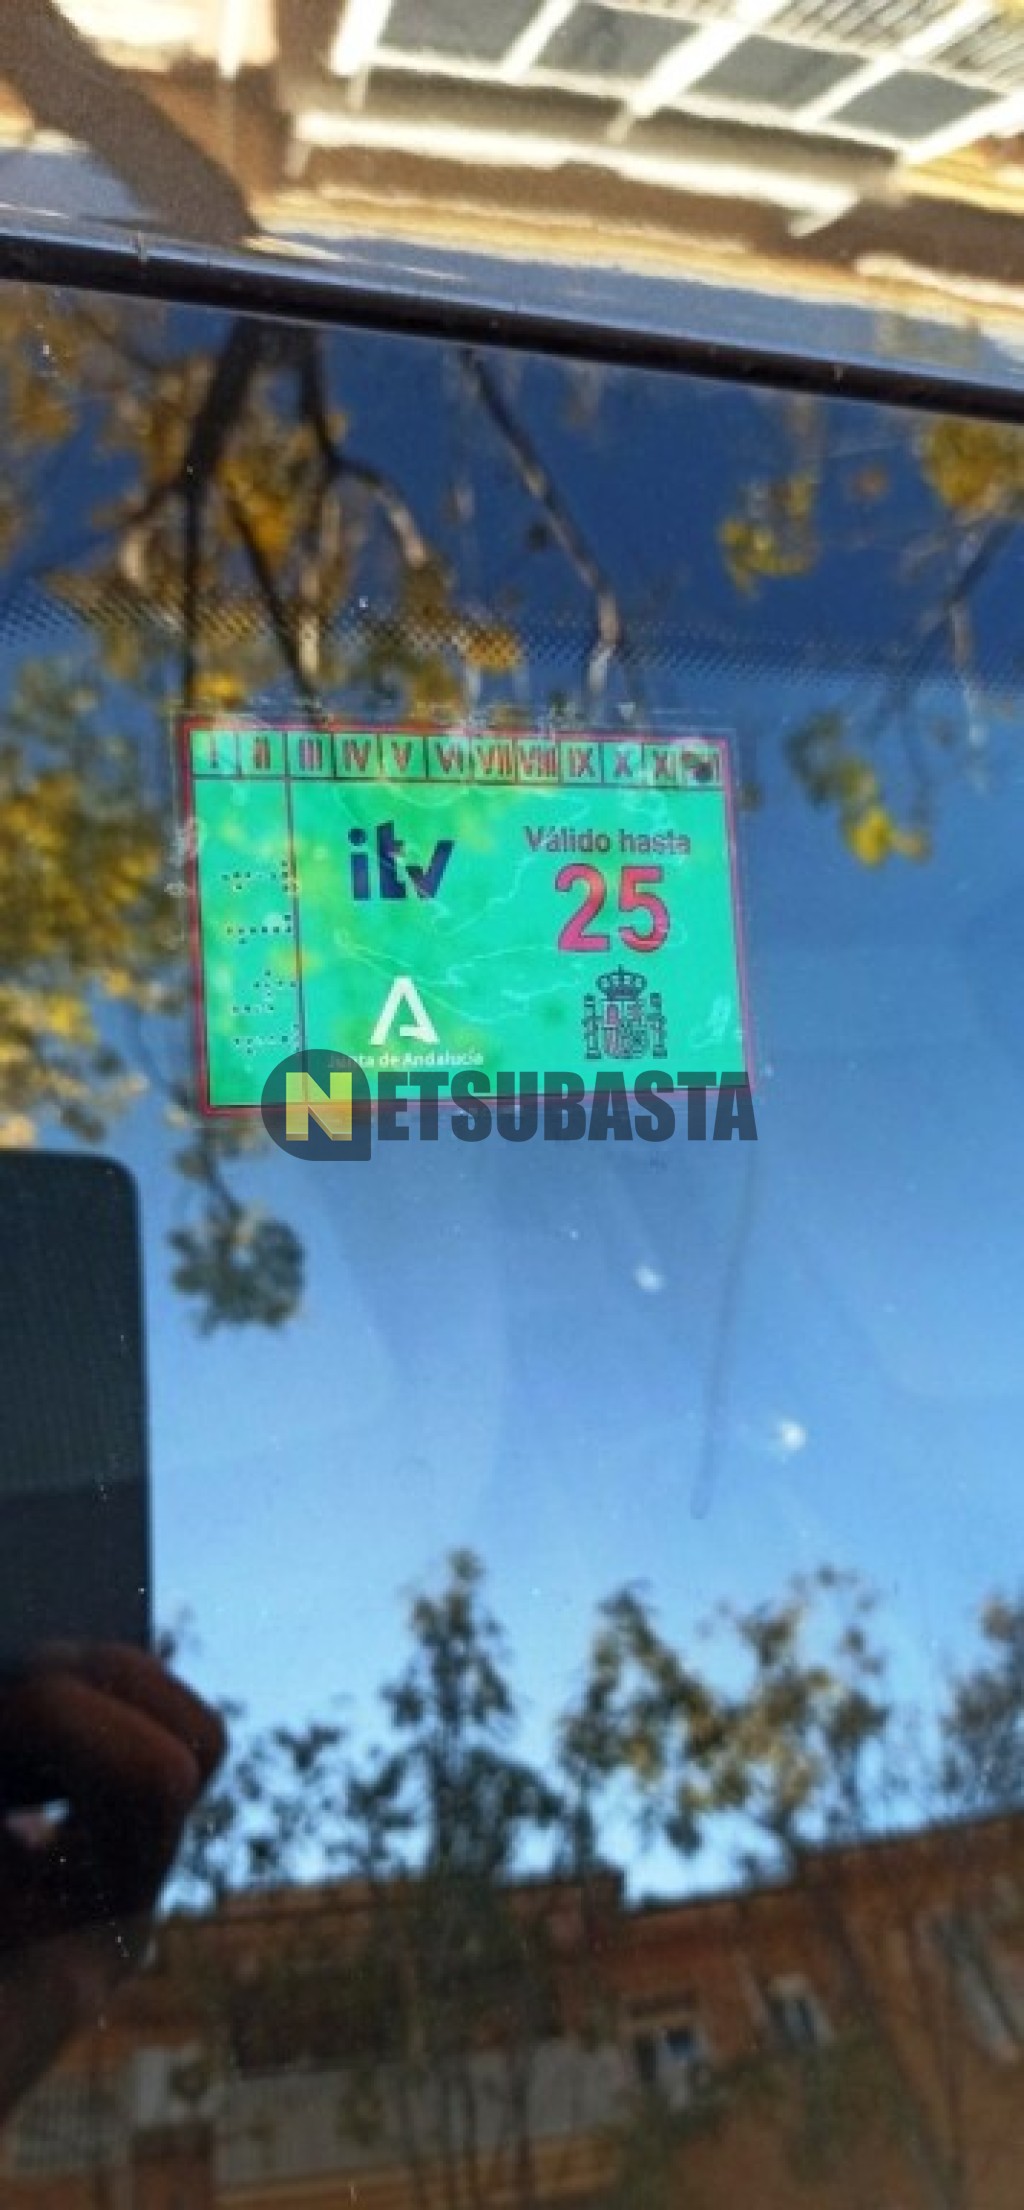 I II III IV V VI VII VIII IX X XI
itv
Válido hasta
25
Junta de Andalucía
NETSUBASTA